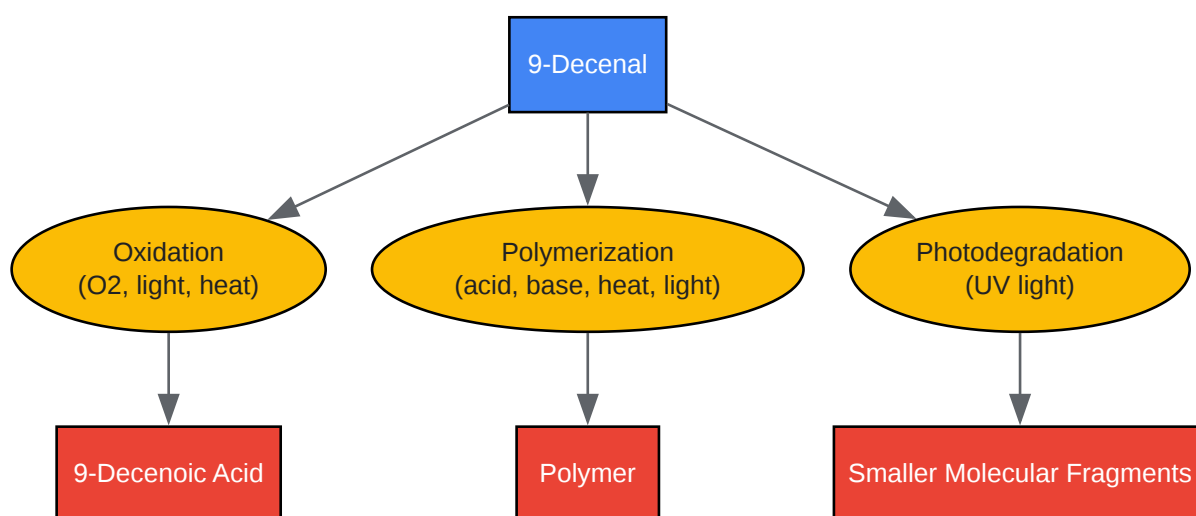 9-Decenal
Oxidation
(O2, light, heat)
Polymerization
(acid, base, heat, light)
Photodegradation
(UV light)
9-Decenoic Acid
Polymer
Smaller Molecular Fragments